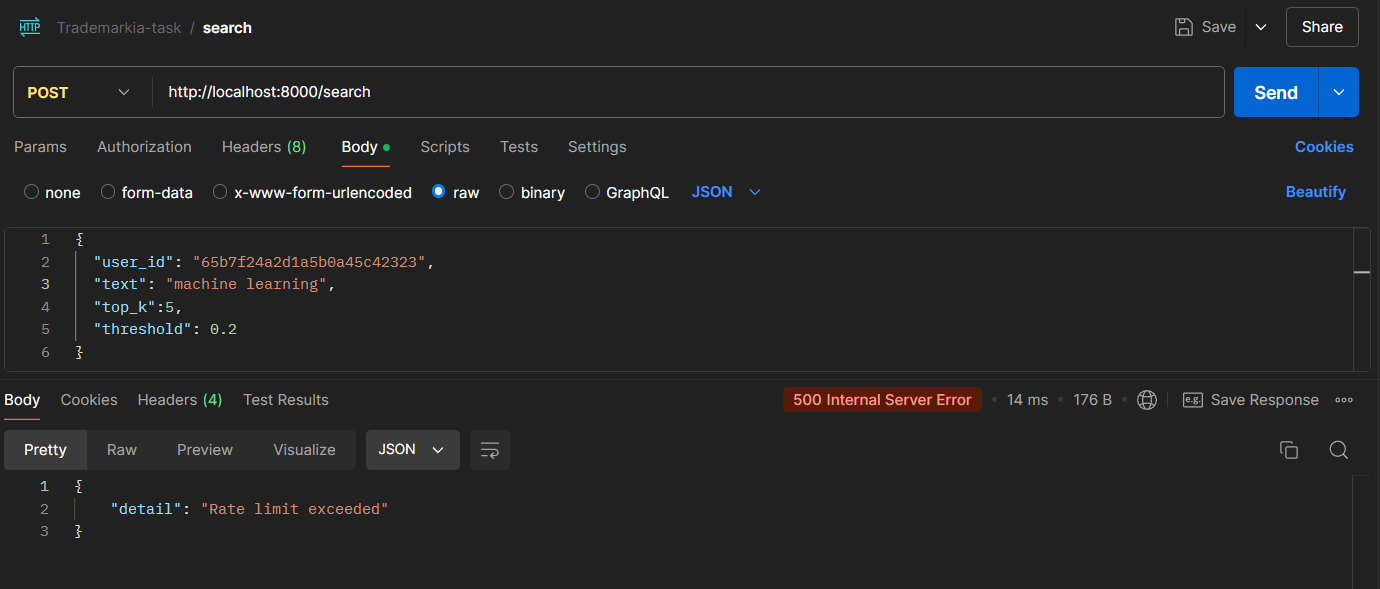 HTTP Trademarkia-task / search Save Share
POST http://localhost:8000/search Send
Params Authorization Headers (8) Body Scripts Tests Settings Cookies
none form-data x-www-form-urlencoded raw binary GraphQL JSON Beautify
1 {
2 "user_id": "65b7f24a2d1a5b0a45c42323",
3 "text": "machine learning",
4 "top_k":5,
5 "threshold": 0.2
6 }
Body Cookies Headers (4) Test Results 500 Internal Server Error • 14 ms • 176 B • e.g. Save Response
Pretty Raw Preview Visualize JSON
1 {
2 "detail": "Rate limit exceeded"
3 }